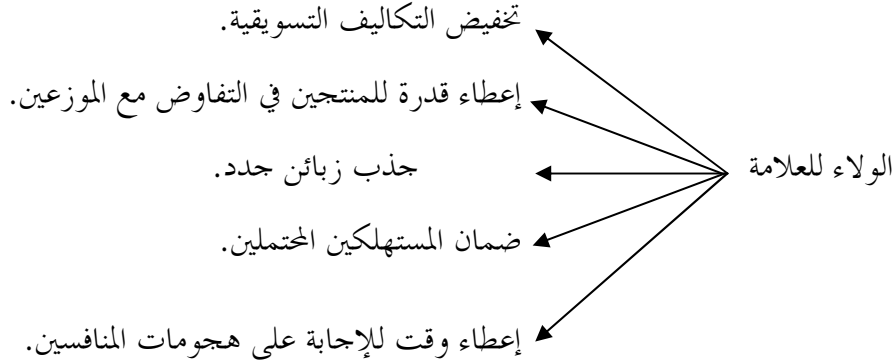 تخفيض التكاليف التسويقية.
إعطاء قدرة للمنتجين في التفاوض مع الموزعين.
الولاء للعلامة
جذب زبائن جدد.
ضمان المستهلكين المحتملين.
إعطاء وقت للإجابة على هجومات المنافسين.